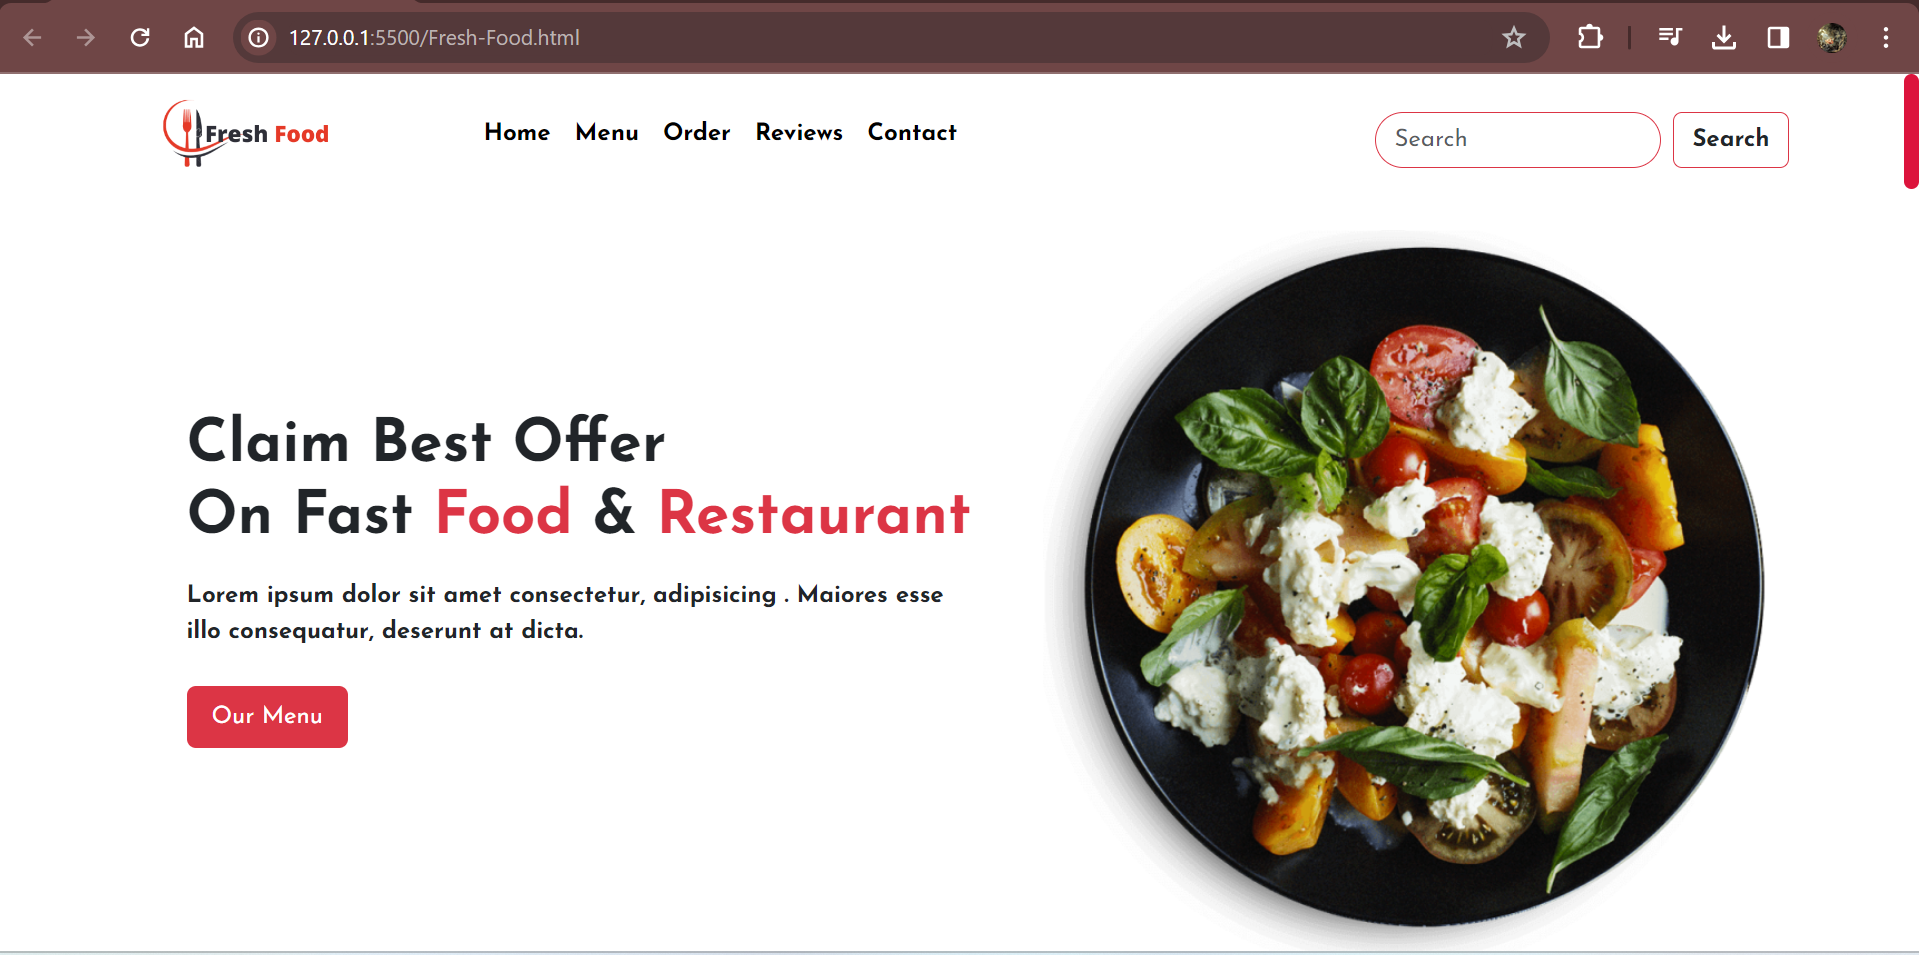 127.0.0.1:5500/Fresh-Food.html
Fresh Food
Home Menu Order Reviews Contact
Search
Search
Claim Best Offer
On Fast Food & Restaurant
Lorem ipsum dolor sit amet consectetur, adipisicing . Maiores esse
illo consequatur, deserunt at dicta.
Our Menu